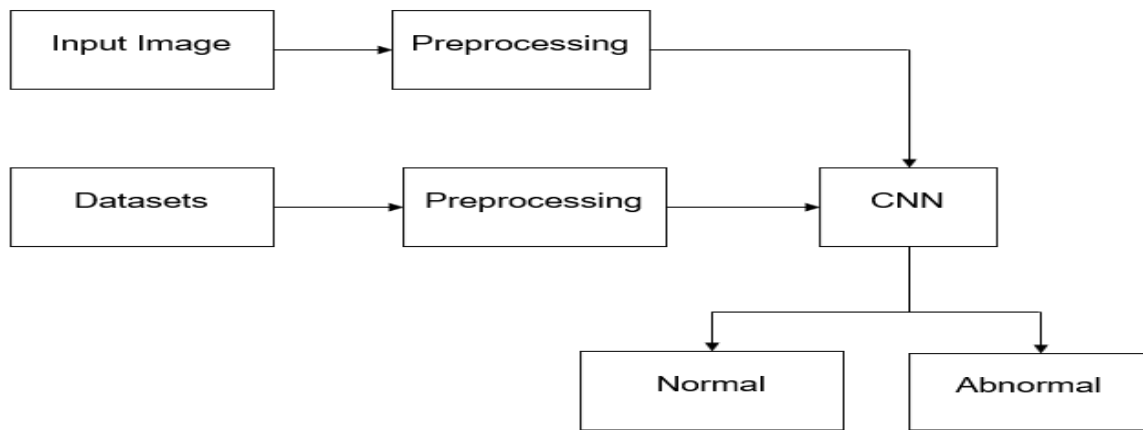 Input Image
Preprocessing
Datasets
Preprocessing
CNN
Normal
Abnormal